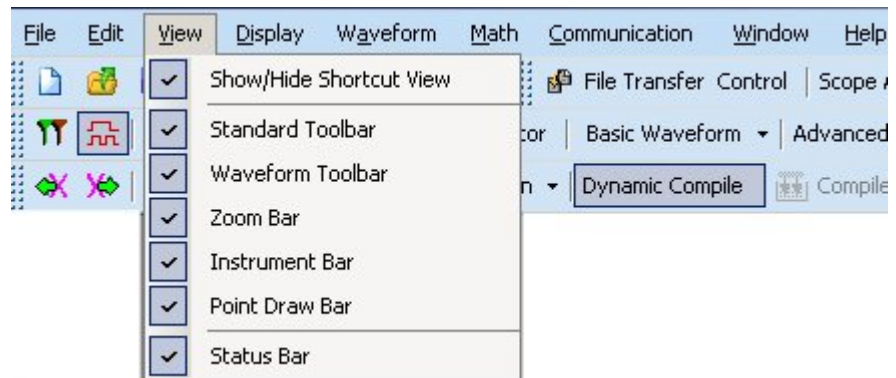 File Edit View Display Waveform Math Communication Window Help
Show/Hide Shortcut View
File Transfer Control Scope
Standard Toolbar
Basic Waveform Advanced
Waveform Toolbar
Dynamic Compile Compile
Zoom Bar
Instrument Bar
Point Draw Bar
Status Bar